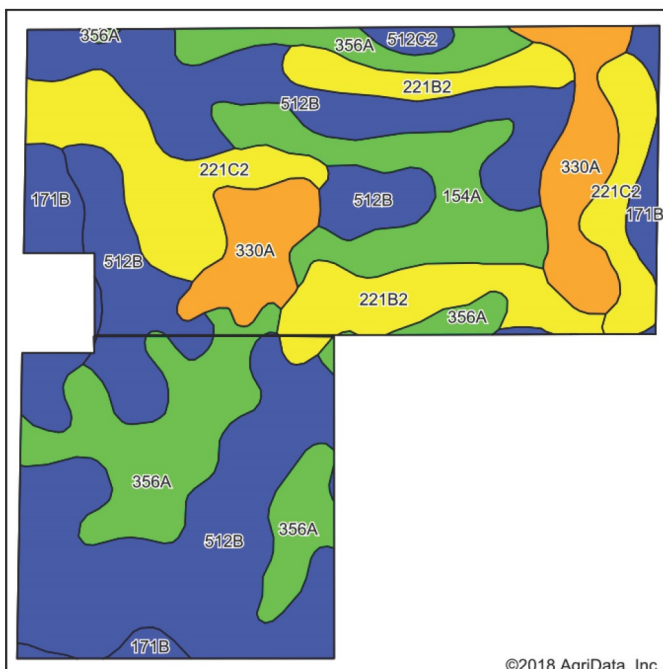 356A
512C2
356A
221B2
512B
221C2
330A
171B
512B
154A
221C2
171B
512B
330A
221B2
356A
356A
512B
356A
171B
©2018 AgriData, Inc.